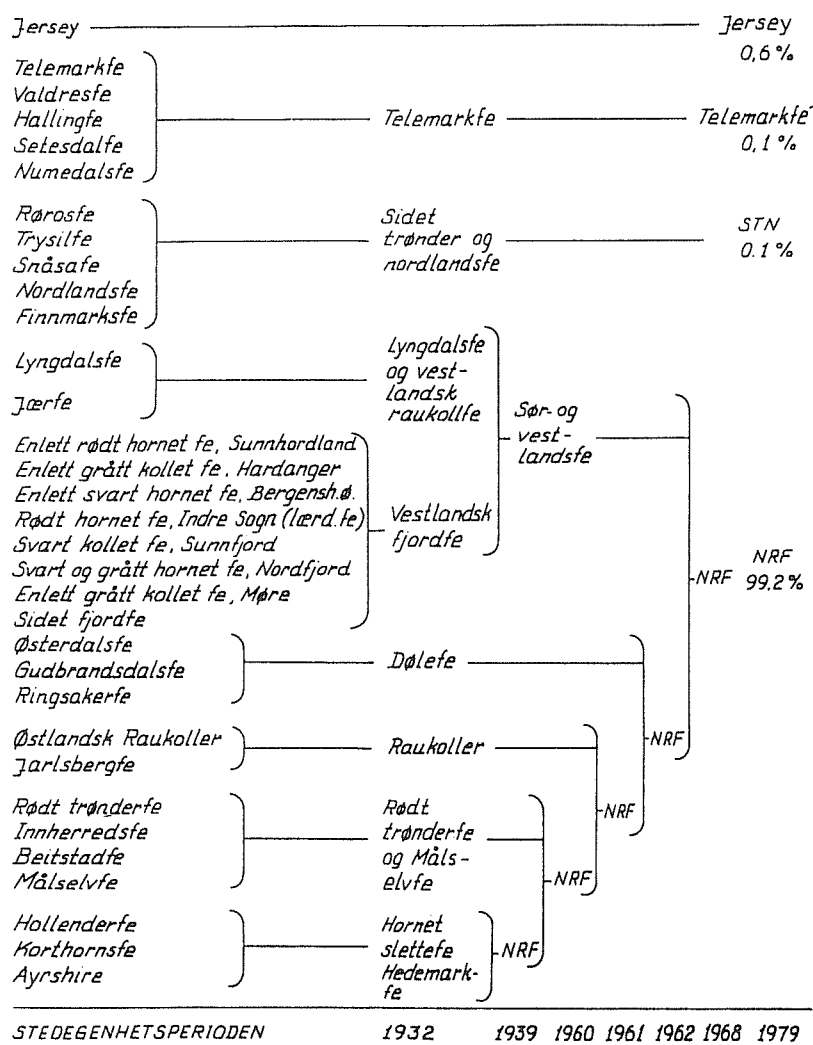 Jersey
Jersey
0,6 %
Telemarkfe
Valdresfe
Hallingfe
Setesdalfe
Numedalsfe
Telemarkfe
Telemarkfe
0,1 %
Rørosfe
Trysilfe
Snåsafe
Nordlandsfe
Finnmarksfe
Sidet
trønder og
nordlandsfe
STN
0.1 %
Lyngdalsfe
Jærfe
Lyngdalsfe
og vest-
landsk
raukollfe
Sør- og
vest-
landsfe
Enlett rødt hornet fe, Sunnhordland
Enlett grått kollet fe, Hardanger
Enlett svart hornet fe, Bergensh.ø.
Rødt hornet fe, Indre Sogn (lærd.fe)
Svart kollet fe, Sunnfjord
Svart og grått hornet fe, Nordfjord
Enlett grått kollet fe, Møre
Sidet fjordfe
Vestlandsk
fjordfe
NRF
NRF
99,2 %
Østerdalsfe
Gudbrandsdalsfe
Ringsakerfe
Dølefe
NRF
Østlandsk Raukoller
Jarlsbergfe
Raukoller
NRF
Rødt trønderfe
Innherredsfe
Beitstadfe
Målselvfe
Rødt
trønderfe
og Måls-
elvfe
NRF
Hollenderfe
Korthornsfe
Ayrshire
Hornet
slettefe
Hedemark-
fe
NRF
STEDEGENHETSPERIODEN 1932 1939 1960 1961 1962 1968 1979